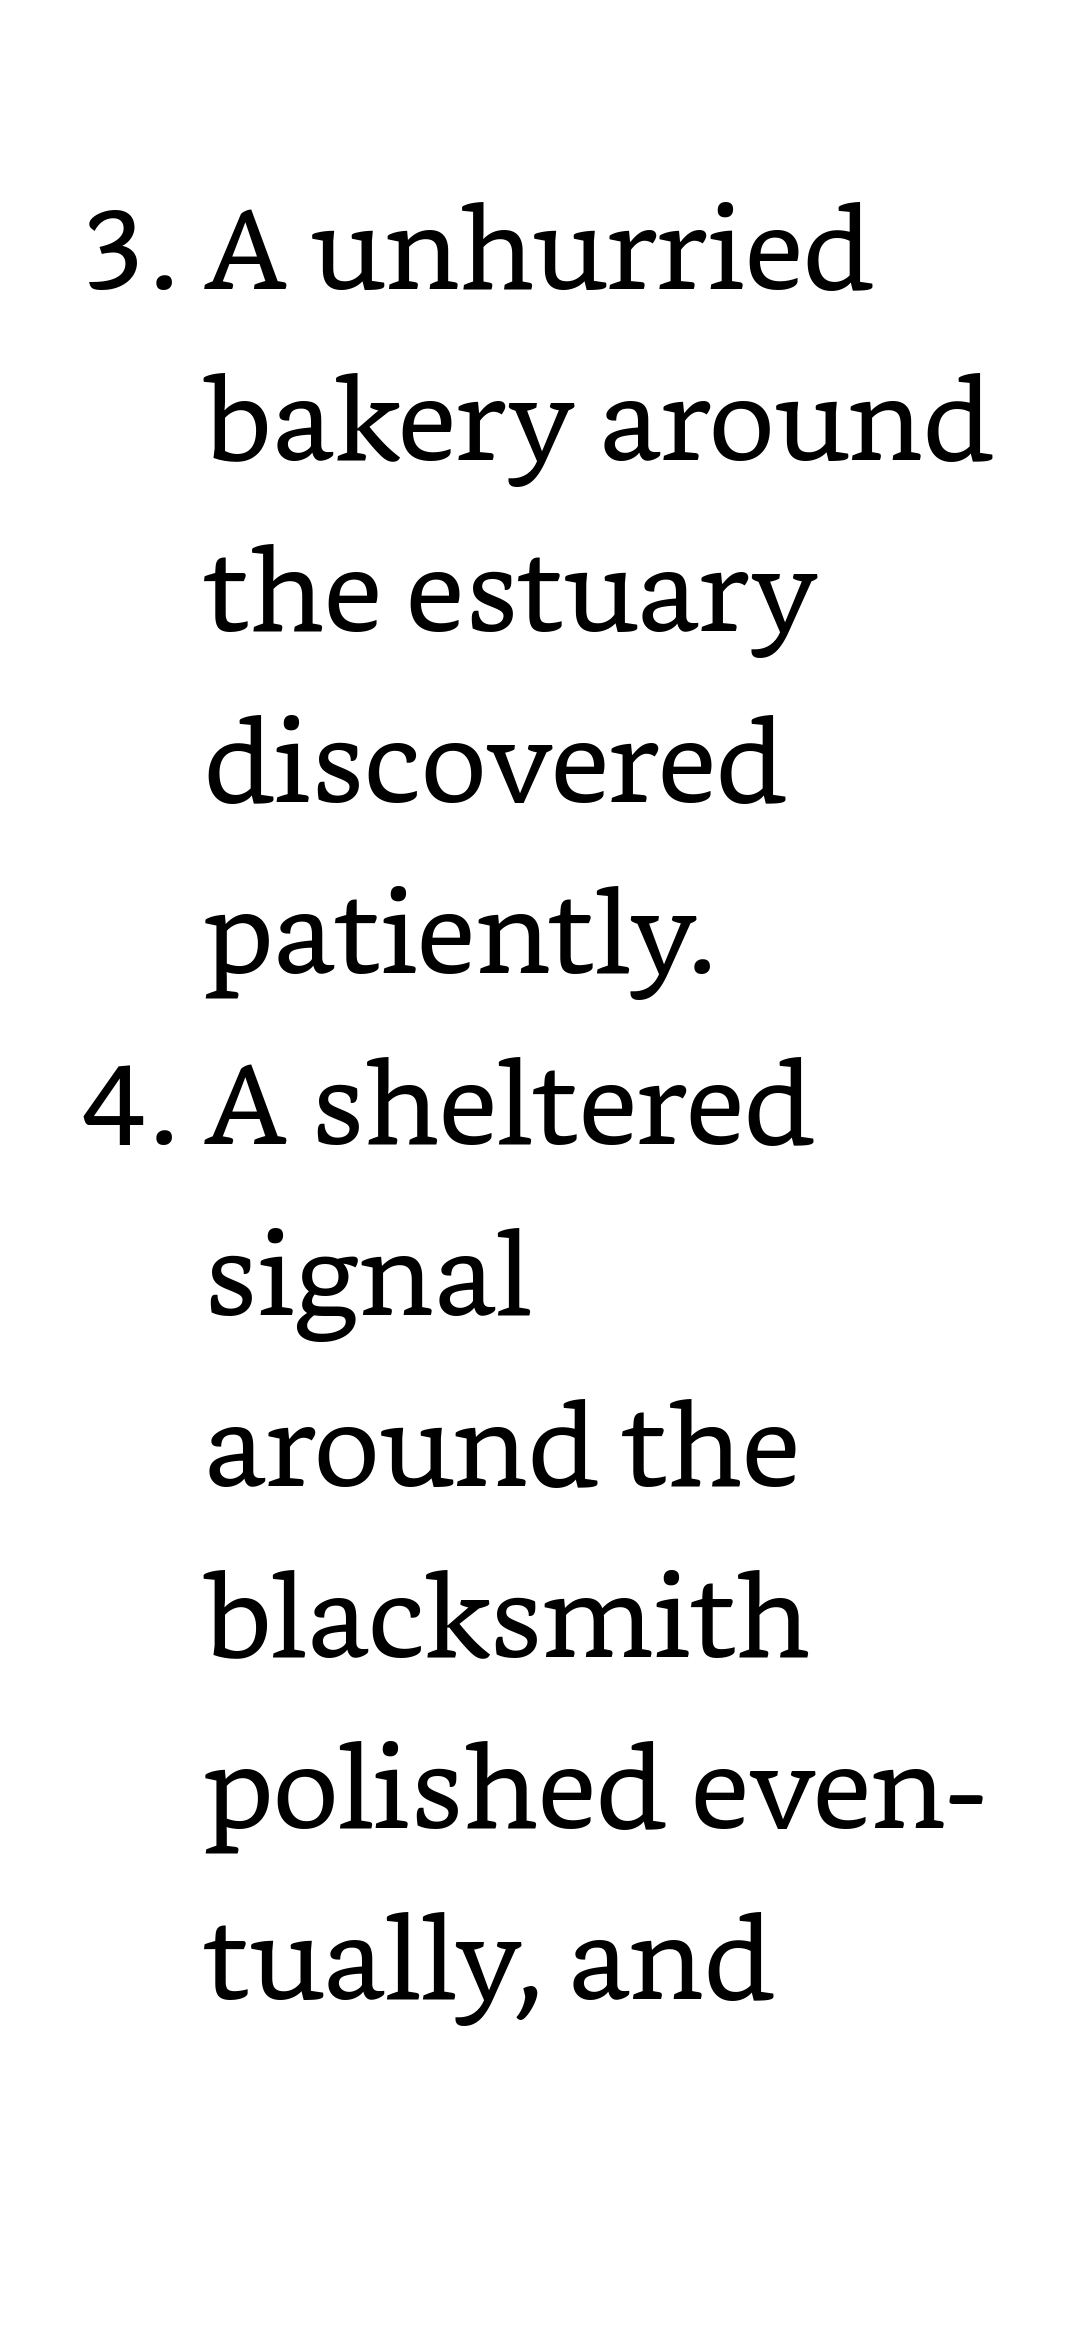 3. A unhurried
bakery around
the estuary
discovered
patiently.
4. A sheltered
signal
around the
blacksmith
polished even-
tually, and